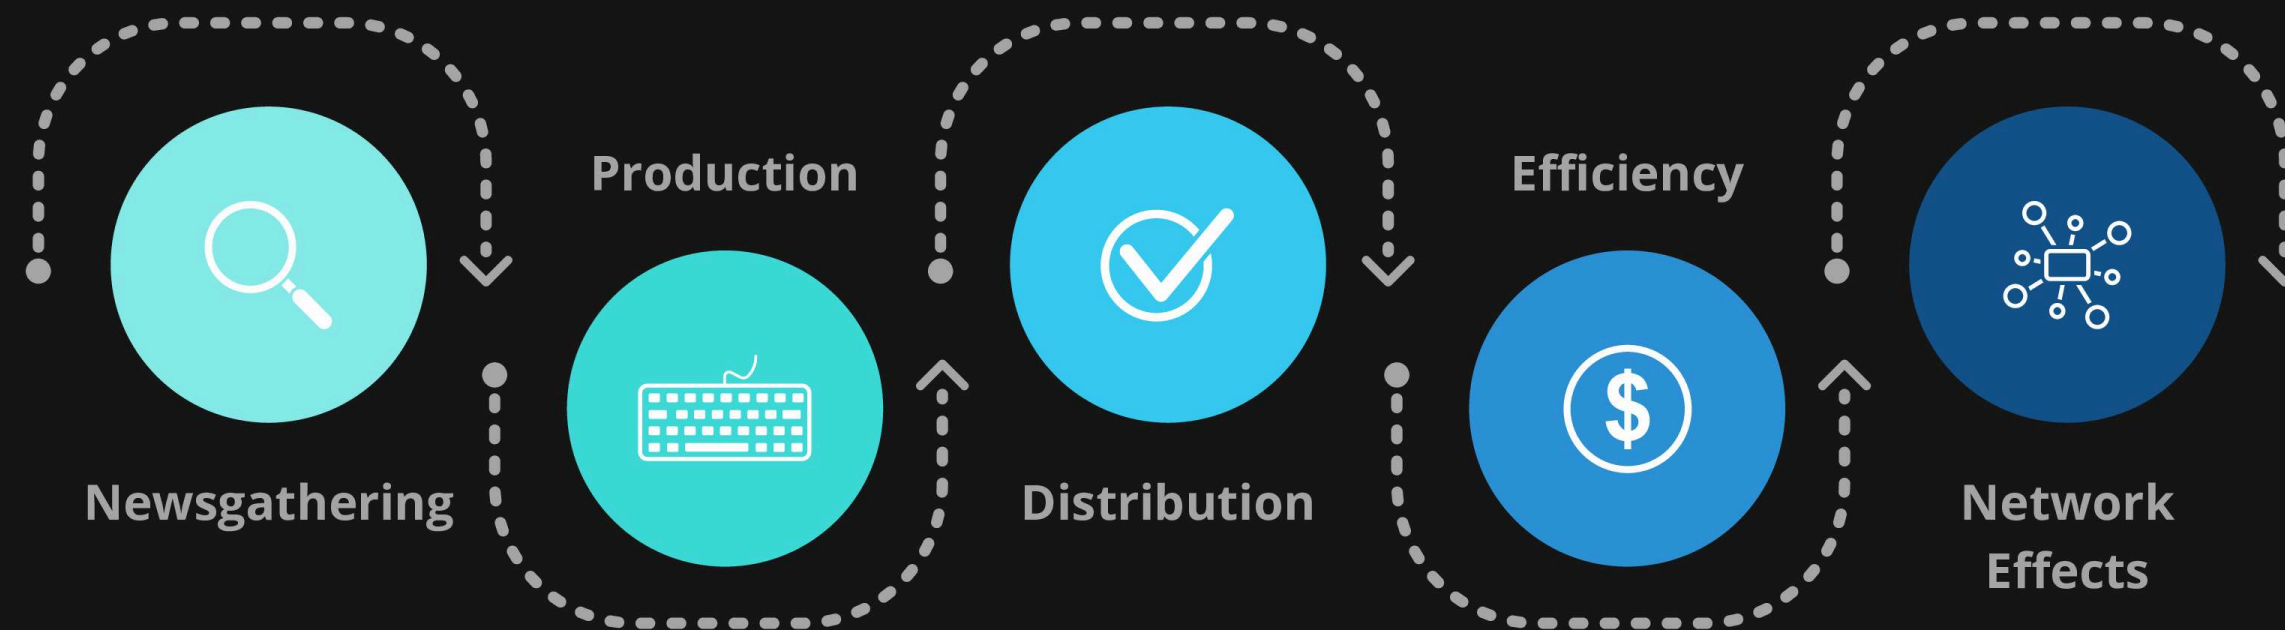 Newsgathering
Production
Distribution
Efficiency
Network
Effects